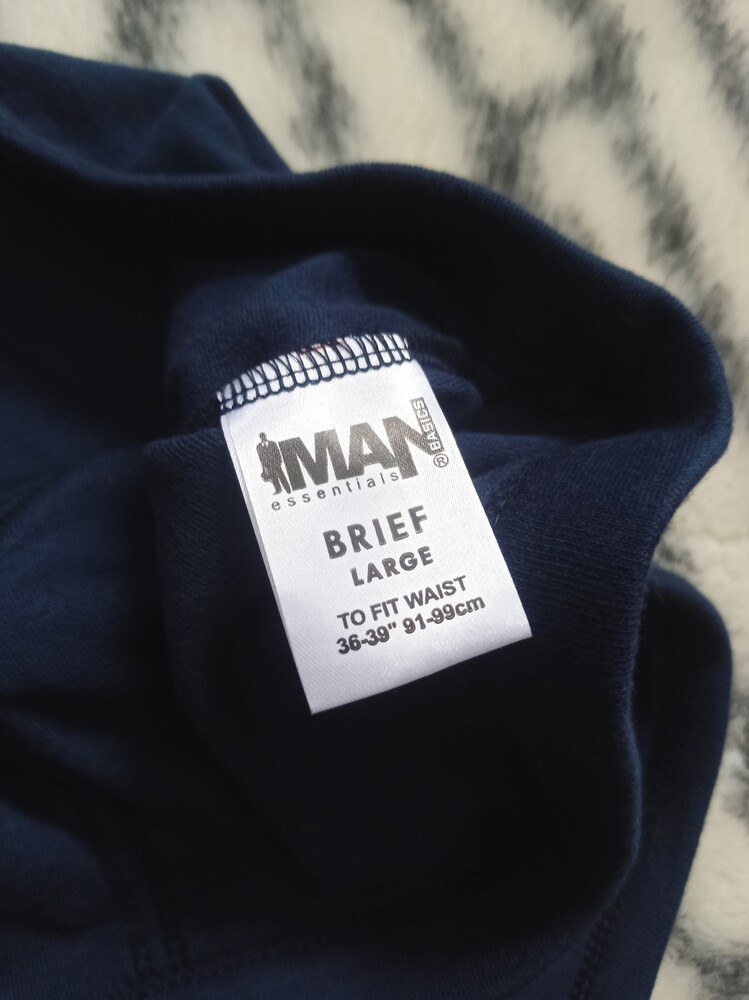 MAN BASICS®
essentials
BRIEF
LARGE
TO FIT WAIST
36-39" 91-99cm